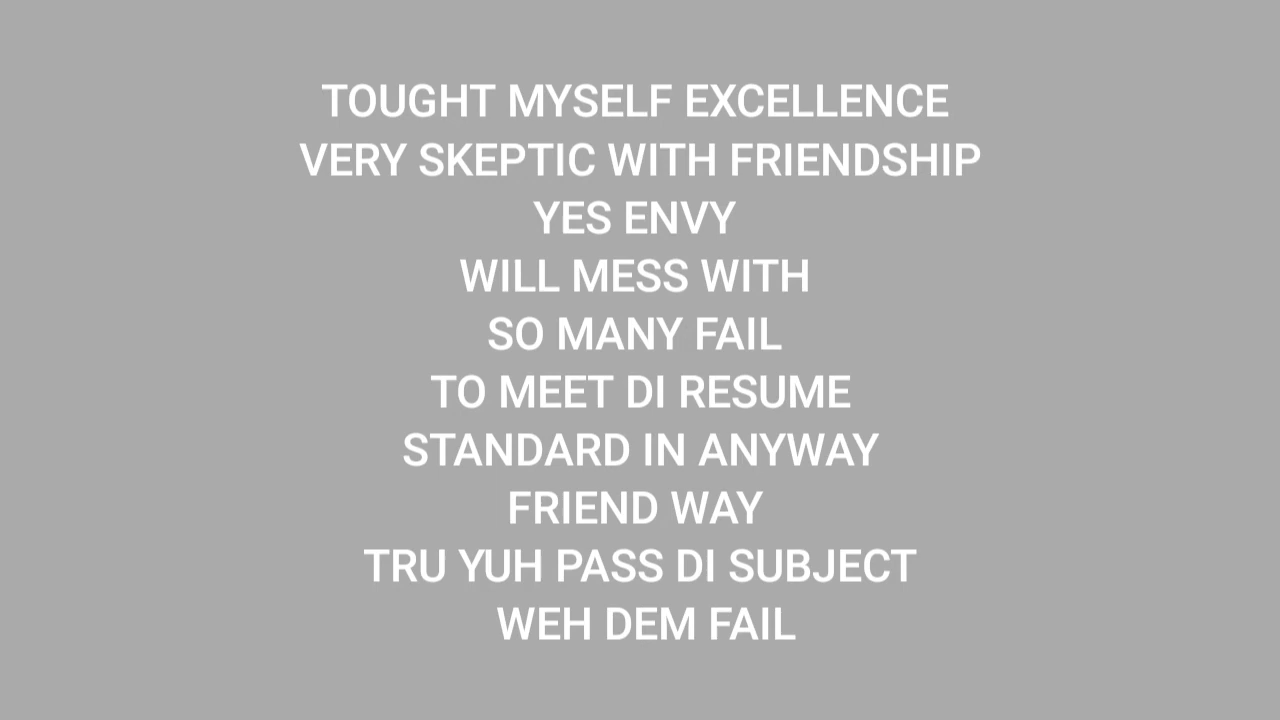 TOUGHT MYSELF EXCELLENCE
VERY SKEPTIC WITH FRIENDSHIP
YES ENVY
WILL MESS WITH
SO MANY FAIL
TO MEET DI RESUME
STANDARD IN ANYWAY
FRIEND WAY
TRU YUH PASS DI SUBJECT
WEH DEM FAIL